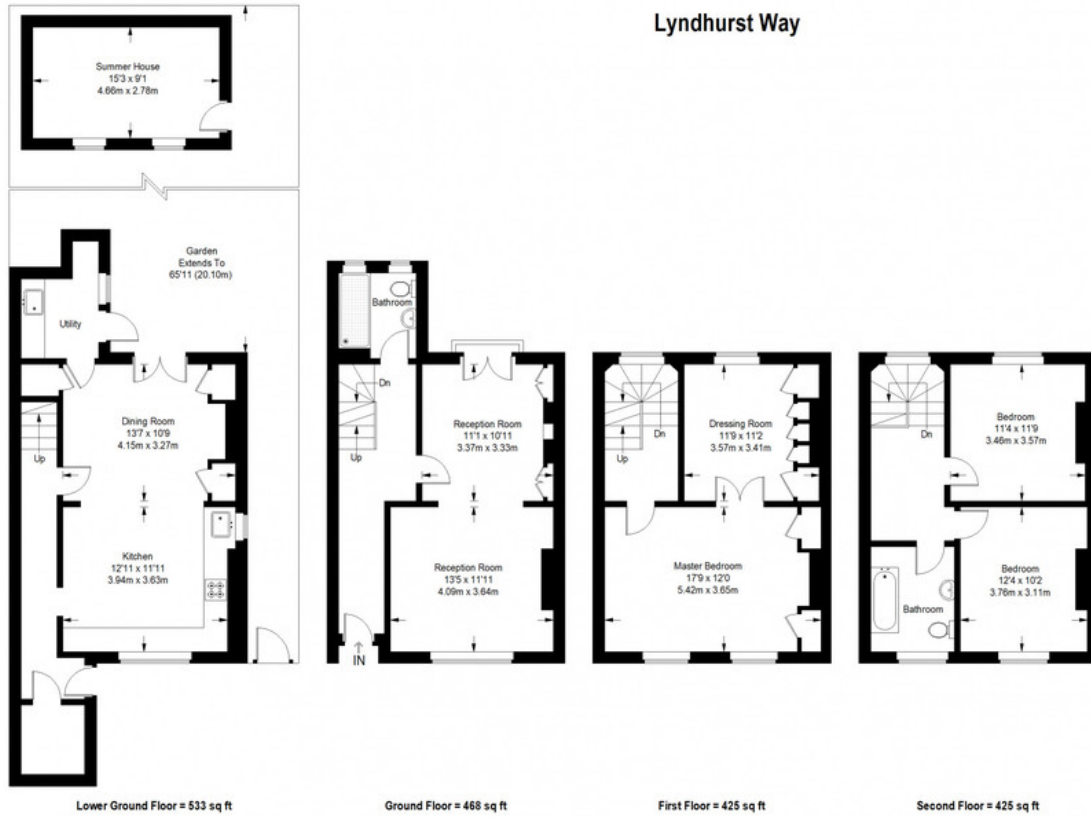 Lyndhurst Way
Summer House
15'3 x 9'1
4.66m x 2.78m
Garden
Extends To
65'11 (20.10m)
Utility
Dining Room
13'7 x 10'9
4.15m x 3.27m
Up
Kitchen
12'11 x 11'11
3.94m x 3.63m
Lower Ground Floor = 533 sq ft
Bathroom
Dn
Reception Room
11'1 x 10'11
3.37m x 3.33m
Up
Reception Room
13'5 x 11'11
4.09m x 3.64m
IN
Ground Floor = 468 sq ft
Dressing Room
11'9 x 11'2
3.57m x 3.41m
Dn
Up
Master Bedroom
17'9 x 12'0
5.42m x 3.65m
First Floor = 425 sq ft
Bedroom
11'4 x 11'9
3.46m x 3.57m
Dn
Bedroom
12'4 x 10'2
3.76m x 3.11m
Bathroom
Second Floor = 425 sq ft